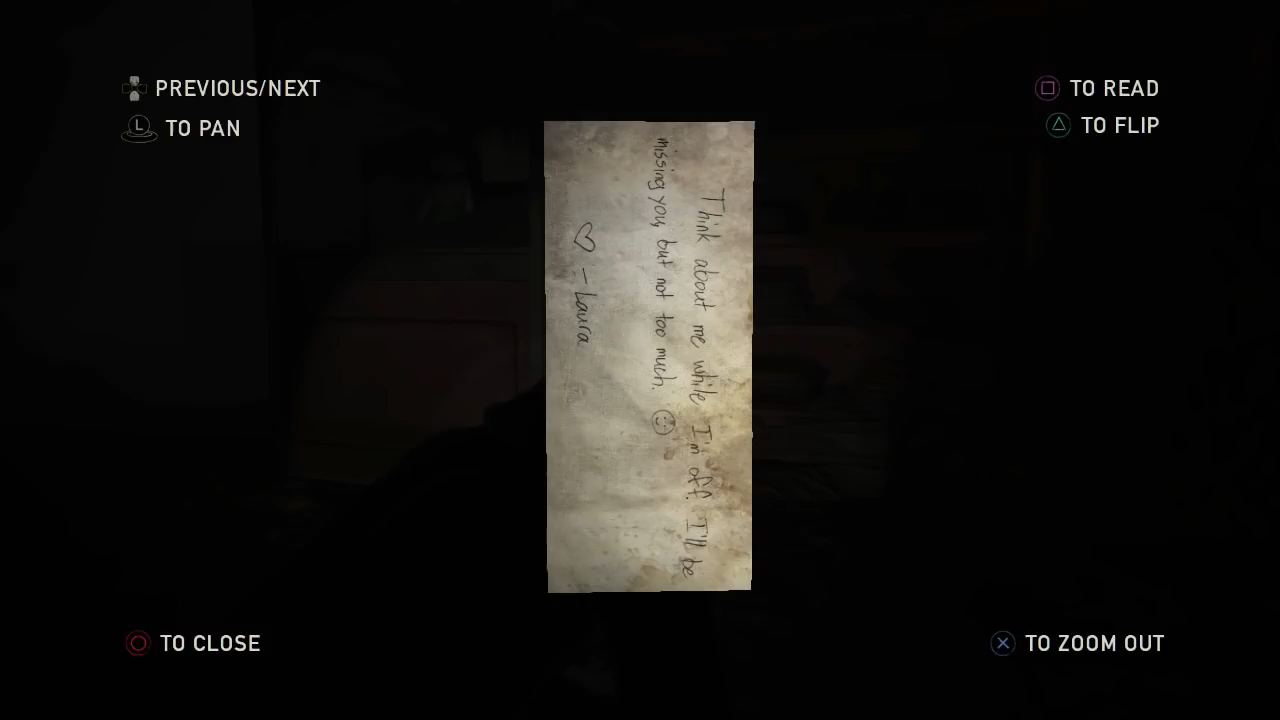 PREVIOUS/NEXT
L TO PAN
TO READ
TO FLIP
Think about me while I'm off. I'll be
missing you, but not too much. ☺
♡ – Laura
TO CLOSE
TO ZOOM OUT